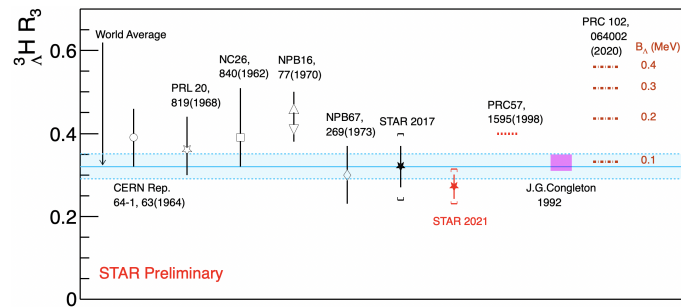 ³ΛH R₃
0.6
0.4
0.2
0
World Average
CERN Rep.
64-1, 63(1964)
PRL 20,
819(1968)
NC26,
840(1962)
NPB16,
77(1970)
NPB67,
269(1973)
STAR 2017
STAR 2021
PRC57,
1595(1998)
J.G.Congleton
1992
PRC 102,
064002
(2020)
B_Λ (MeV)
0.4
0.3
0.2
0.1
STAR Preliminary